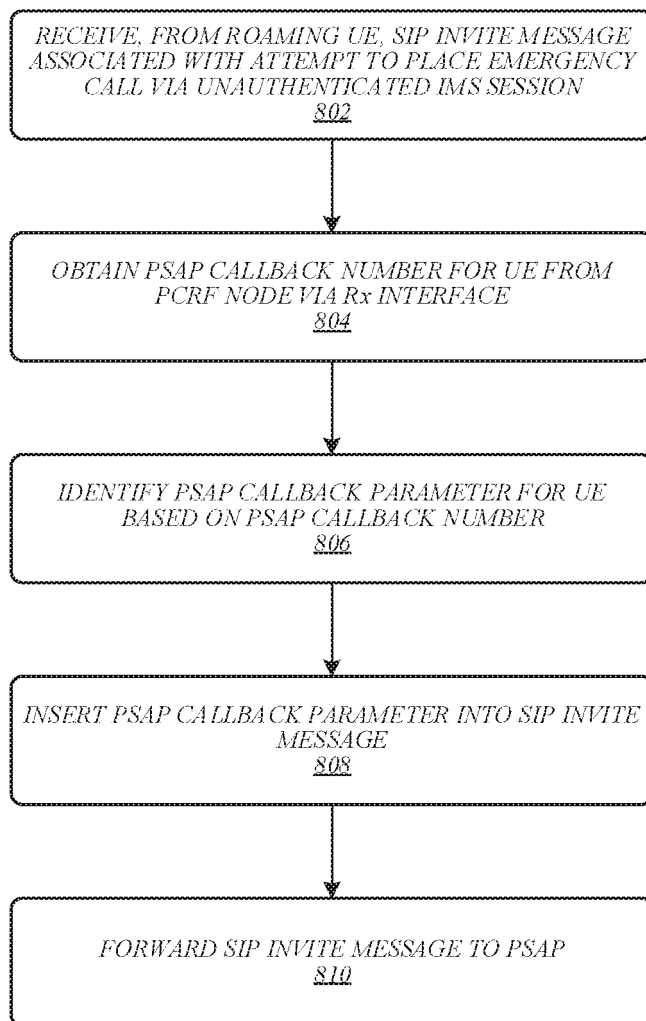 RECEIVE, FROM ROAMING UE, SIP INVITE MESSAGE
ASSOCIATED WITH ATTEMPT TO PLACE EMERGENCY
CALL VIA UNAUTHENTICATED IMS SESSION
802
OBTAIN PSAP CALLBACK NUMBER FOR UE FROM
PCRF NODE VIA Rx INTERFACE
804
IDENTIFY PSAP CALLBACK PARAMETER FOR UE
BASED ON PSAP CALLBACK NUMBER
806
INSERT PSAP CALLBACK PARAMETER INTO SIP INVITE
MESSAGE
808
FORWARD SIP INVITE MESSAGE TO PSAP
810